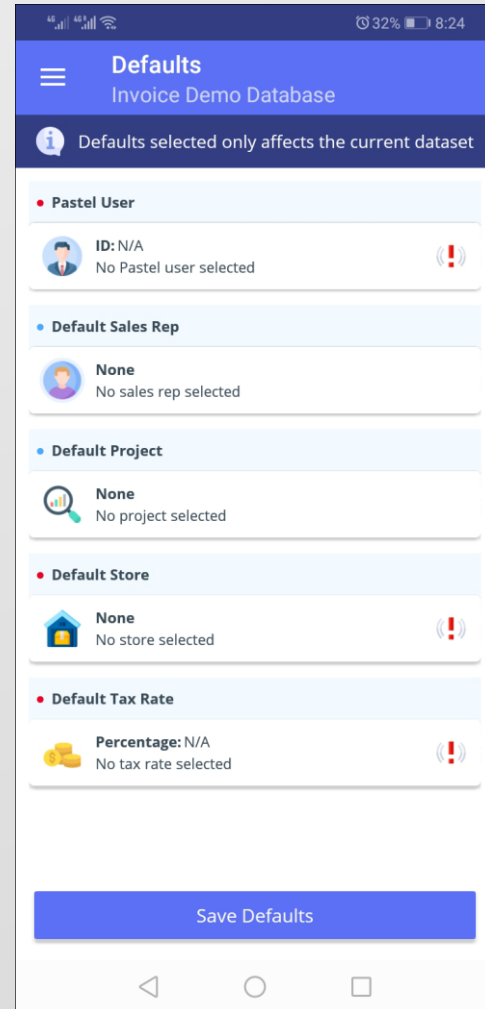 4G 4G 32% 8:24
Defaults
Invoice Demo Database
i Defaults selected only affects the current dataset
Pastel User
ID: N/A
No Pastel user selected
Default Sales Rep
None
No sales rep selected
Default Project
None
No project selected
Default Store
None
No store selected
Default Tax Rate
Percentage: N/A
No tax rate selected
Save Defaults